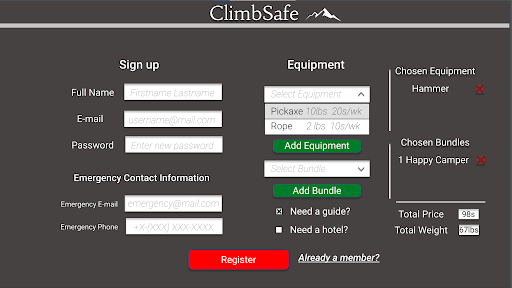 ClimbSafe
Sign up
Full Name
Firstname Lastname
E-mail
username@mail.com
Password
Enter new password
Emergency Contact Information
Emergency E-mail
emergency@mail.com
Emergency Phone
+X-(XXX) XXX-XXXX
Equipment
Select Equipment
Pickaxe 10lbs 20s/wk
Rope 2 lbs 10s/wk
Add Equipment
Select Bundle
Add Bundle
Need a guide?
Need a hotel?
Chosen Equipment
Hammer
Chosen Bundles
1 Happy Camper
Total Price 98s
Total Weight 67lbs
Register
Already a member?